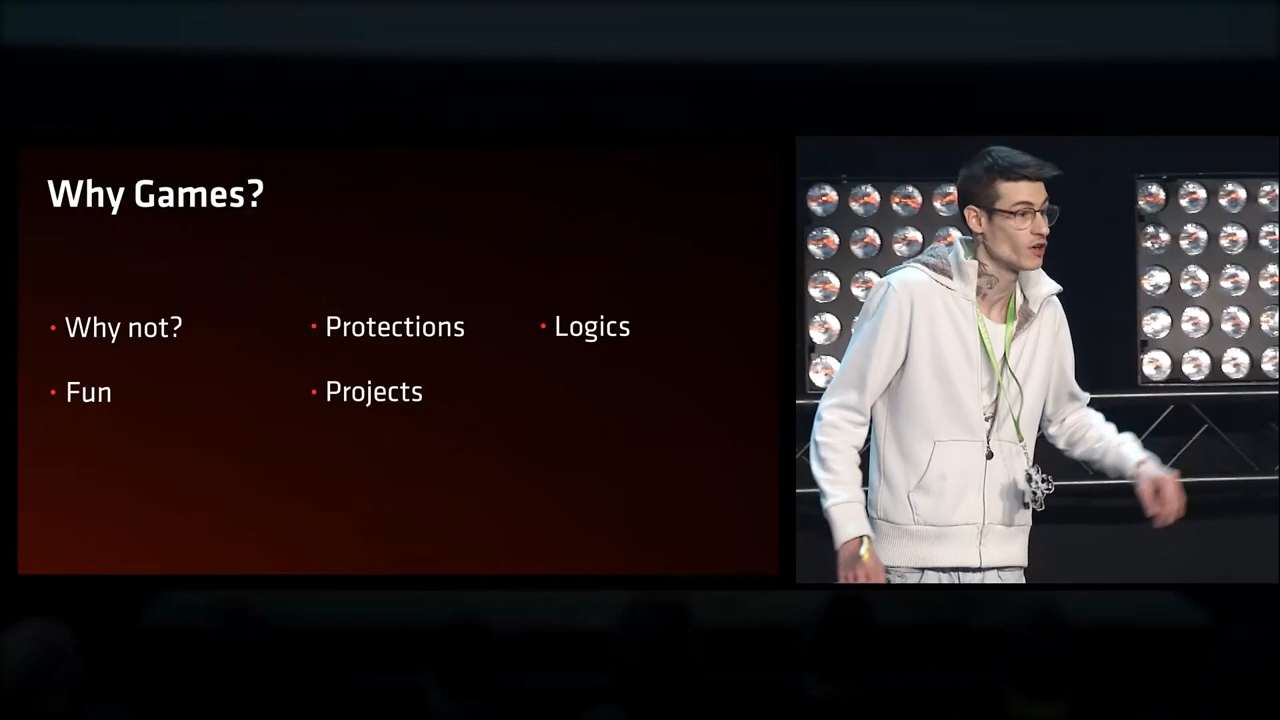 Why Games?
• Why not?
• Protections
• Logics
• Fun
• Projects